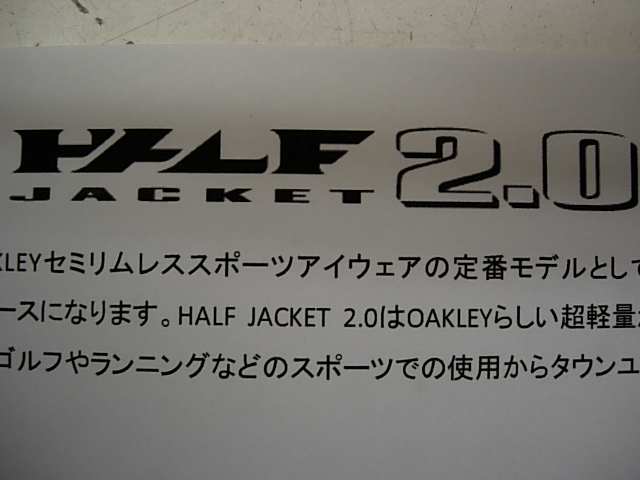 HALF 2.0
JACKET
KLEYセミリムレススポーツアイウェアの定番モデルとして
ースになります。HALF JACKET 2.0はOAKLEYらしい超軽量
ゴルフやランニングなどのスポーツでの使用からタウンユ